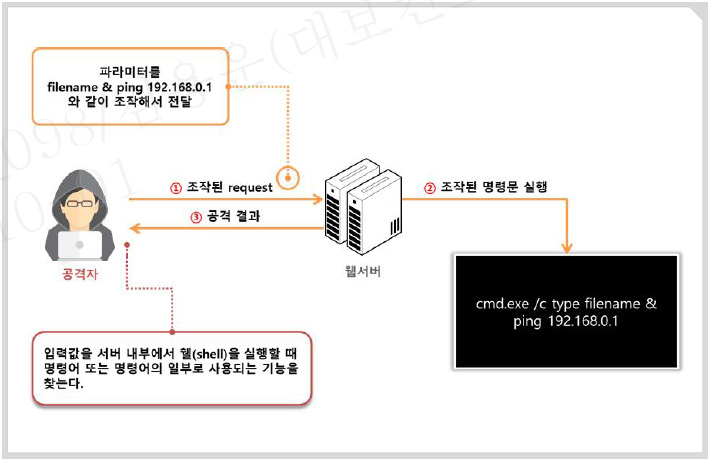 파라미터를
filename & ping 192.168.0.1
와 같이 조작해서 전달
① 조작된 request
② 조작된 명령문 실행
③ 공격 결과
공격자
웹서버
cmd.exe /c type filename &
ping 192.168.0.1
입력값을 서버 내부에서 쉘(shell)을 실행할 때
명령어 또는 명령어의 일부로 사용되는 기능을
찾는다.